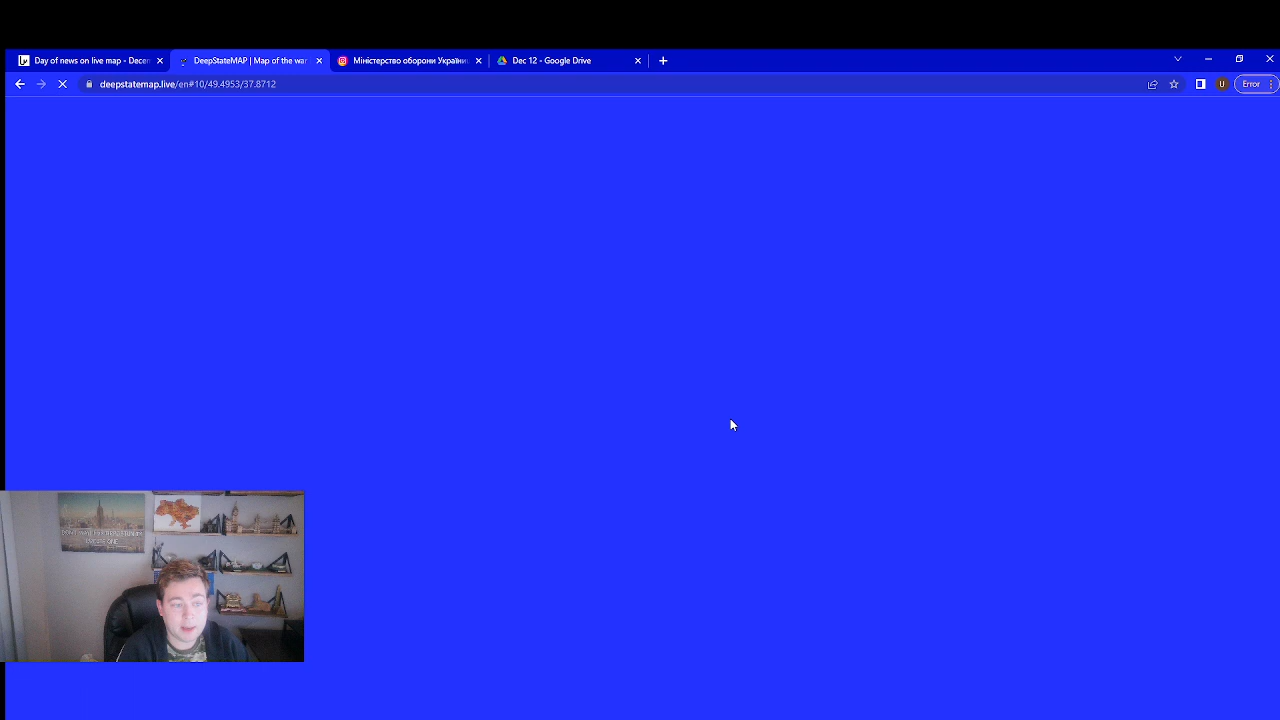 Day of news on live map - Decem
DeepStateMAP | Map of the war
Міністерство оборони України
Dec 12 - Google Drive
deepstatemap.live/en#10/49.4953/37.8712
U
Error